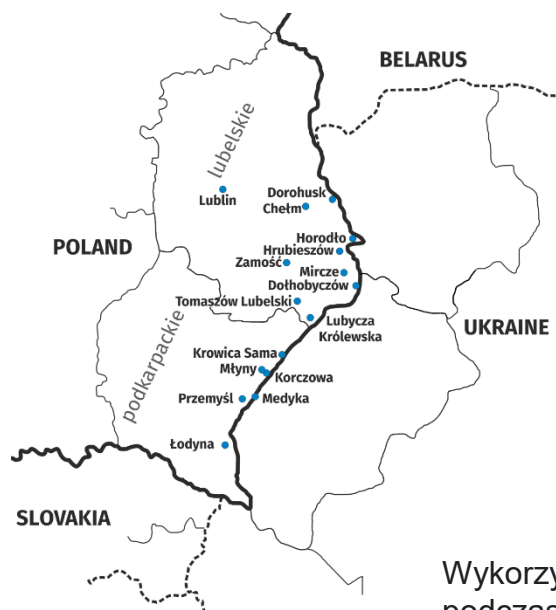 BELARUS
lubelskie
Lublin
Dorohusk
Chełm
POLAND
Horodło
Hrubieszów
Zamość
Mircze
Dołhobyczów
Tomaszów Lubelski
Lubycza
Królewska
UKRAINE
podkarpackie
Krowica Sama
Młyny
Korczowa
Przemyśl
Medyka
Łodyna
SLOVAKIA
Wykorzy
podczas